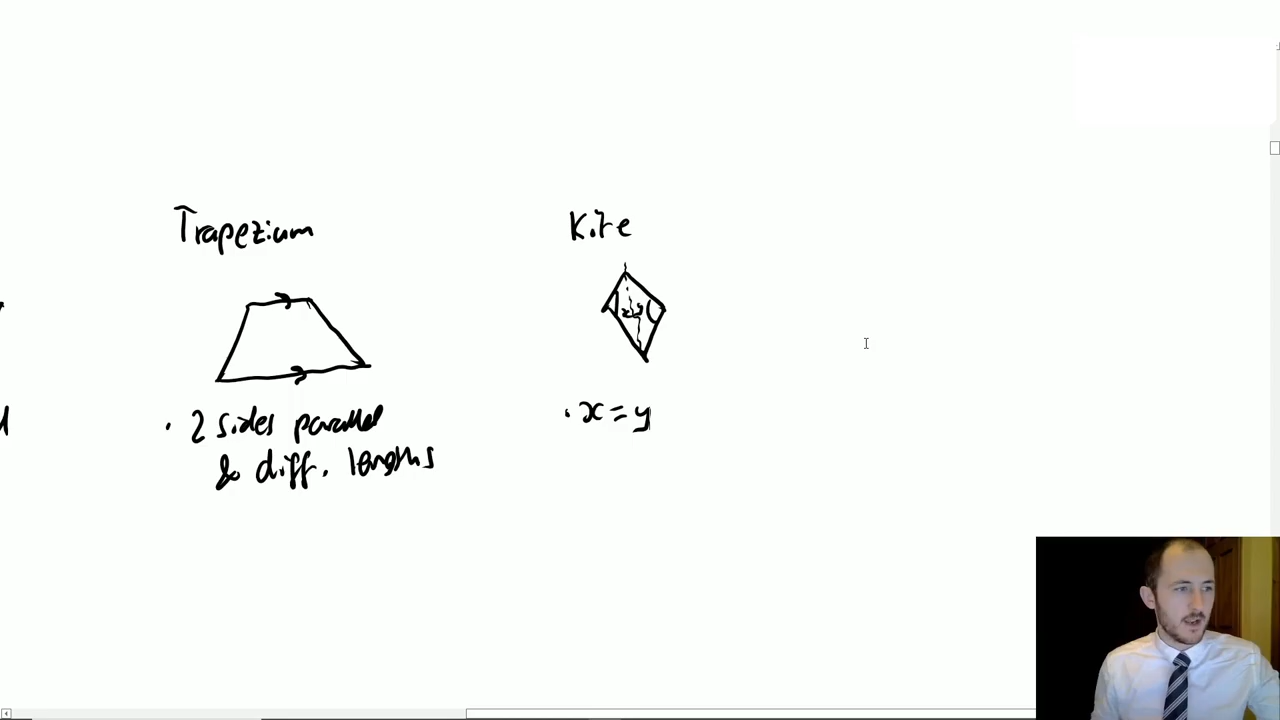 Trapezium
Kite
x y
· 2 sides parallel
& diff. lengths
· x = y